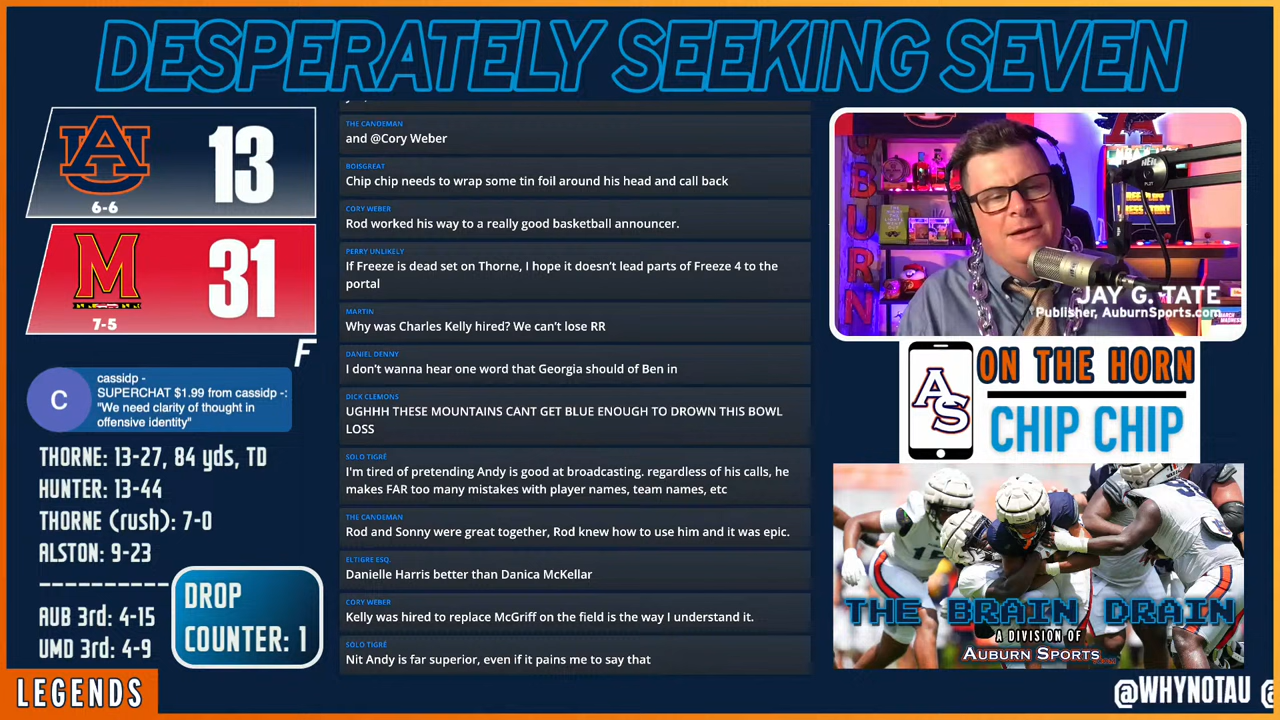 DESPERATELY SEEKING SEVEN
13
6-6
M
31
7-5
F
C
cassidp -
SUPERCHAT $1.99 from cassidp -:
"We need clarity of thought in
offensive identity"
THORNE: 13-27, 84 yds, TD
HUNTER: 13-44
THORNE (rush): 7-0
ALSTON: 9-23
----------
AUB 3rd: 4-15
UMD 3rd: 4-9
DROP
COUNTER: 1
LEGENDS
THE CANDEMAN
and @Cory Weber
BOISGREAT
Chip chip needs to wrap some tin foil around his head and call back
CORY WEBER
Rod worked his way to a really good basketball announcer.
PERRY UNLIKELY
If Freeze is dead set on Thorne, I hope it doesn't lead parts of Freeze 4 to the
portal
MARTIN
Why was Charles Kelly hired? We can't lose RR
DANIEL DENNY
I don't wanna hear one word that Georgia should of Ben in
DICK CLEMONS
UGHHH THESE MOUNTAINS CANT GET BLUE ENOUGH TO DROWN THIS BOWL
LOSS
SOLO TIGRÉ
I'm tired of pretending Andy is good at broadcasting. regardless of his calls, he
makes FAR too many mistakes with player names, team names, etc
THE CANDEMAN
Rod and Sonny were great together, Rod knew how to use him and it was epic.
ELTIGRE ESQ.
Danielle Harris better than Danica McKellar
CORY WEBER
Kelly was hired to replace McGriff on the field is the way I understand it.
SOLO TIGRÉ
Nit Andy is far superior, even if it pains me to say that
JAY G. TATE
Publisher, AuburnSports.com
AS
ON THE HORN
CHIP CHIP
THE BRAIN DRAIN
A DIVISION OF
AUBURN SPORTS
@WHYNOTAU @